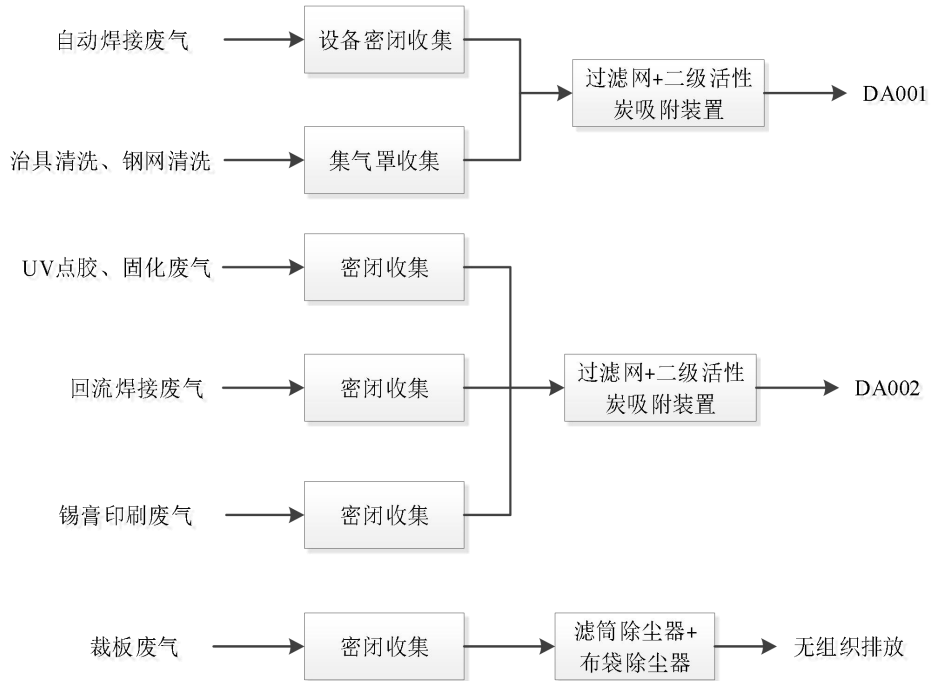 自动焊接废气
设备密闭收集
过滤网+二级活性
炭吸附装置
DA001
治具清洗、钢网清洗
集气罩收集
UV点胶、固化废气
密闭收集
回流焊接废气
密闭收集
过滤网+二级活性
炭吸附装置
DA002
锡膏印刷废气
密闭收集
裁板废气
密闭收集
滤筒除尘器+
布袋除尘器
无组织排放